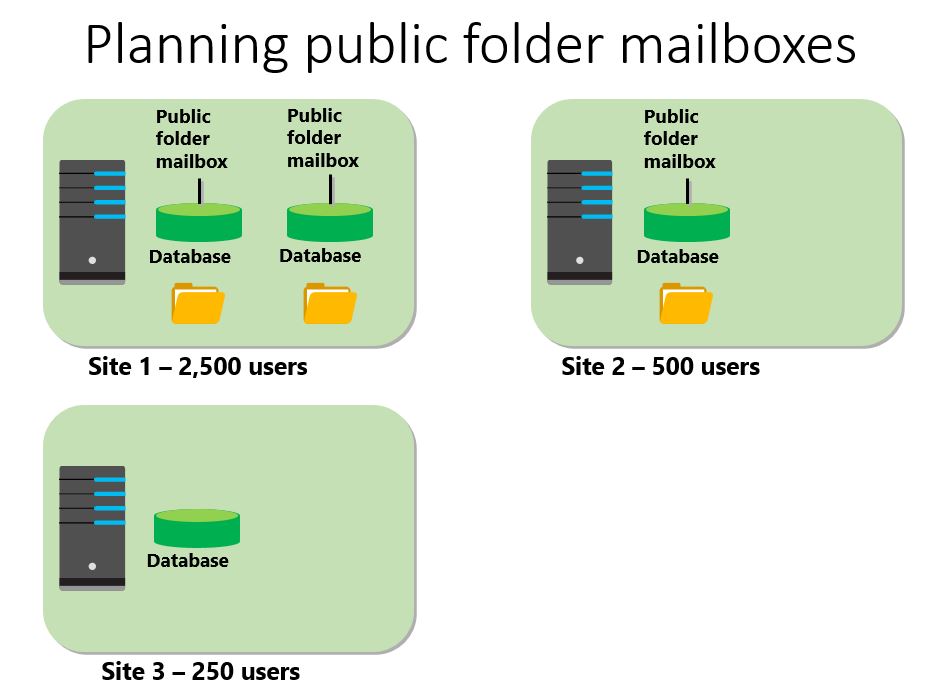 Planning public folder mailboxes
Public
folder
mailbox
Database
Public
folder
mailbox
Database
Site 1 – 2,500 users
Public
folder
mailbox
Database
Site 2 – 500 users
Database
Site 3 – 250 users